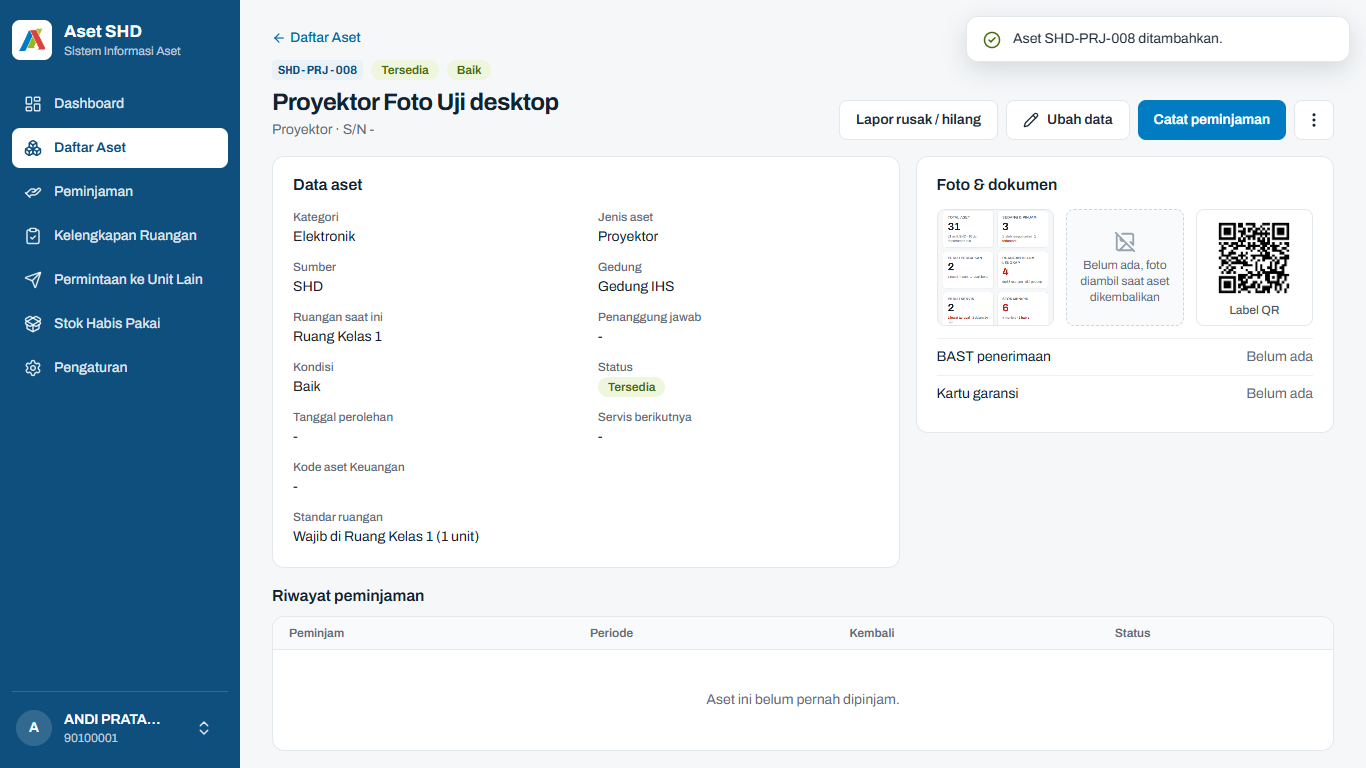 Aset SHD
Sistem Informasi Aset
Dashboard
Daftar Aset
Peminjaman
Kelengkapan Ruangan
Permintaan ke Unit Lain
Stok Habis Pakai
Pengaturan
A
ANDI PRATA...
90100001
← Daftar Aset
Aset SHD-PRJ-008 ditambahkan.
SHD-PRJ-008 Tersedia Baik
Proyektor Foto Uji desktop
Proyektor · S/N -
Lapor rusak / hilang
Ubah data
Catat peminjaman
Data aset
Kategori
Elektronik
Jenis aset
Proyektor
Sumber
SHD
Gedung
Gedung IHS
Ruangan saat ini
Ruang Kelas 1
Penanggung jawab
-
Kondisi
Baik
Status
Tersedia
Tanggal perolehan
-
Servis berikutnya
-
Kode aset Keuangan
-
Standar ruangan
Wajib di Ruang Kelas 1 (1 unit)
Foto & dokumen
TOTAL ASET
31
3
2
4
2
6
Belum ada, foto
diambil saat aset
dikembalikan
Label QR
BAST penerimaan Belum ada
Kartu garansi Belum ada
Riwayat peminjaman
Peminjam Periode Kembali Status
Aset ini belum pernah dipinjam.